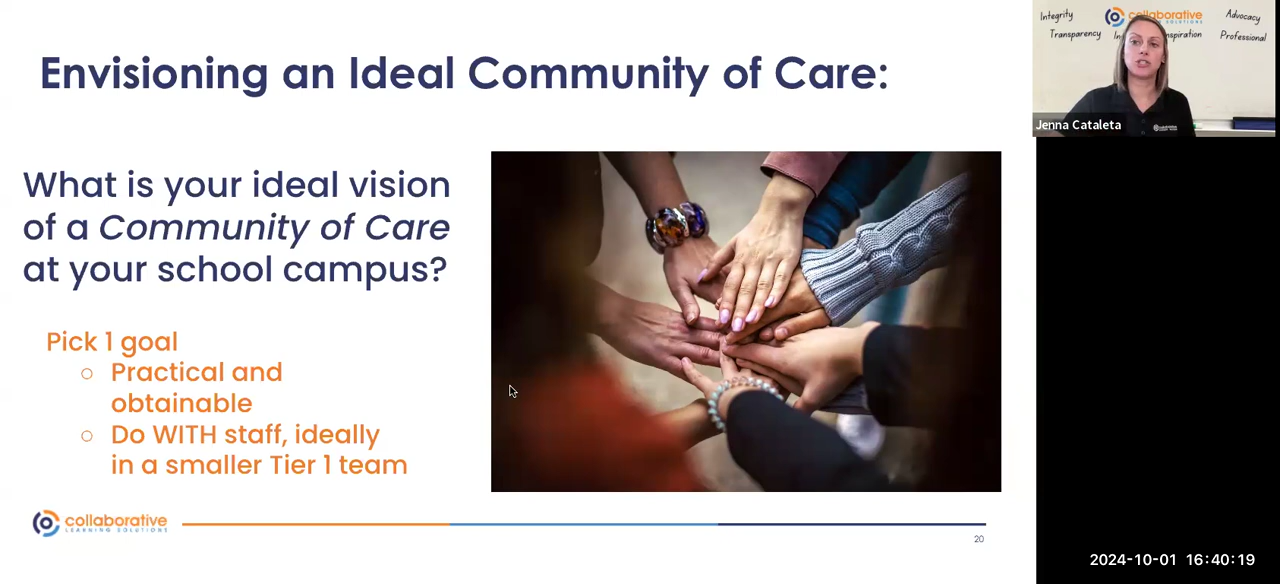 Envisioning an Ideal Community of Care:
What is your ideal vision
of a Community of Care
at your school campus?
Pick 1 goal
○ Practical and
obtainable
○ Do WITH staff, ideally
in a smaller Tier 1 team
collaborative
LEARNING SOLUTIONS
20
Integrity
collaborative
Advocacy
Transparency
Professional
Jenna Cataleta
2024-10-01 16:40:19